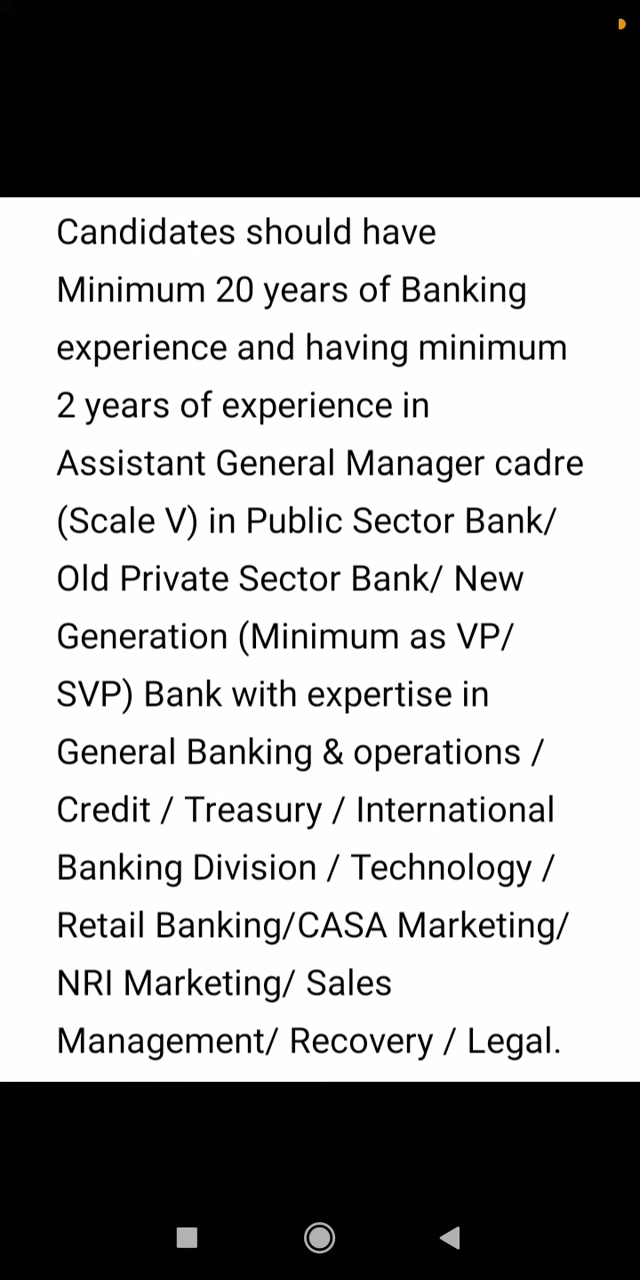 Candidates should have
Minimum 20 years of Banking
experience and having minimum
2 years of experience in
Assistant General Manager cadre
(Scale V) in Public Sector Bank/
Old Private Sector Bank/ New
Generation (Minimum as VP/
SVP) Bank with expertise in
General Banking & operations /
Credit / Treasury / International
Banking Division / Technology /
Retail Banking/CASA Marketing/
NRI Marketing/ Sales
Management/ Recovery / Legal.